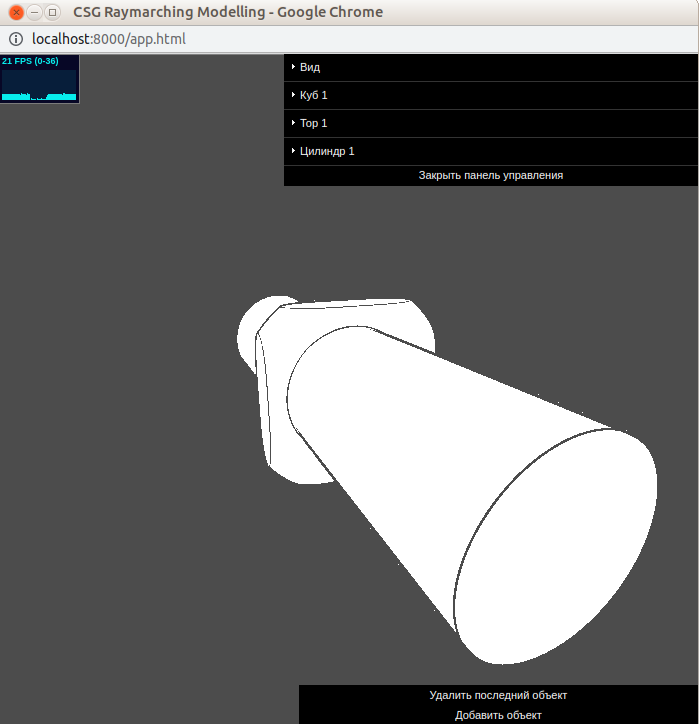 CSG Raymarching Modelling - Google Chrome
localhost:8000/app.html
21 FPS (0-36)
Вид
Куб 1
Тор 1
Цилиндр 1
Закрыть панель управления
Удалить последний объект
Добавить объект